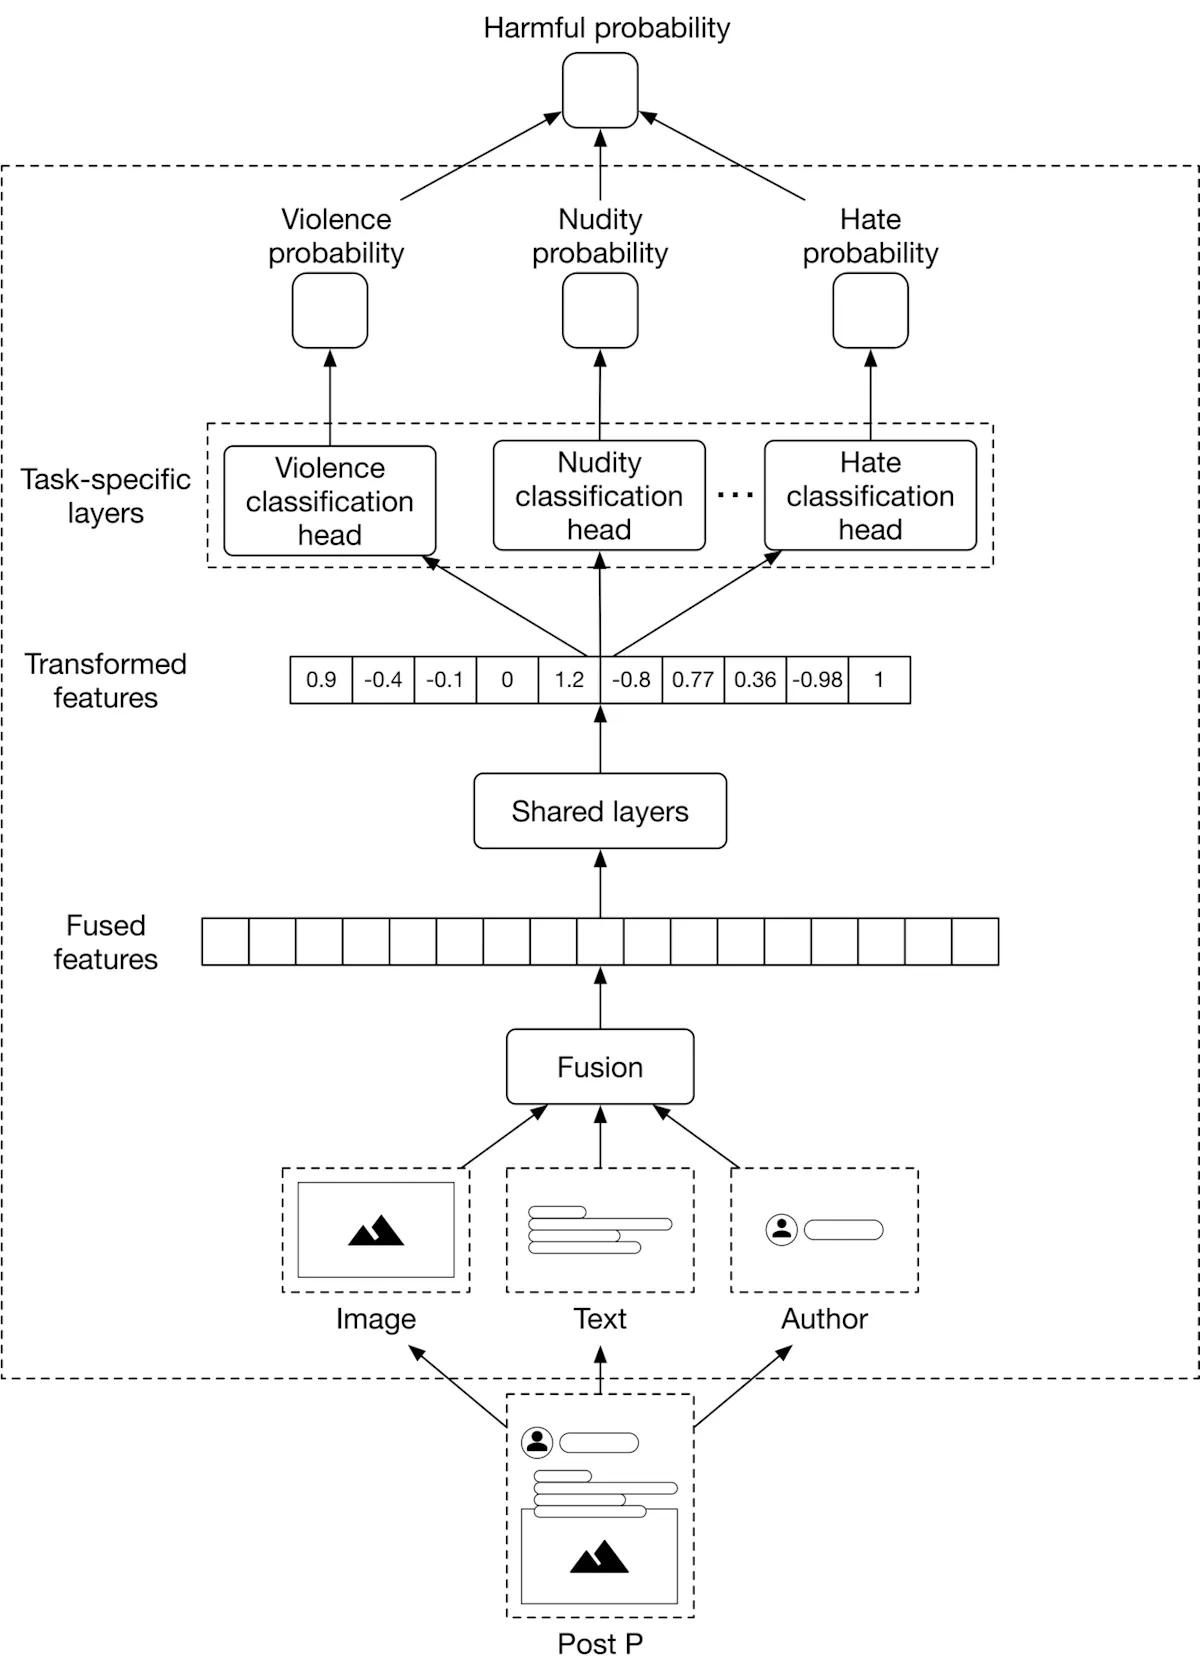 Harmful probability
Violence
probability
Nudity
probability
Hate
probability
Task-specific
layers
Violence
classification
head
Nudity
classification
head
...
Hate
classification
head
Transformed
features
0.9 -0.4 -0.1 0 1.2 -0.8 0.77 0.36 -0.98 1
Shared layers
Fused
features
Fusion
Image
Text
Author
Post P